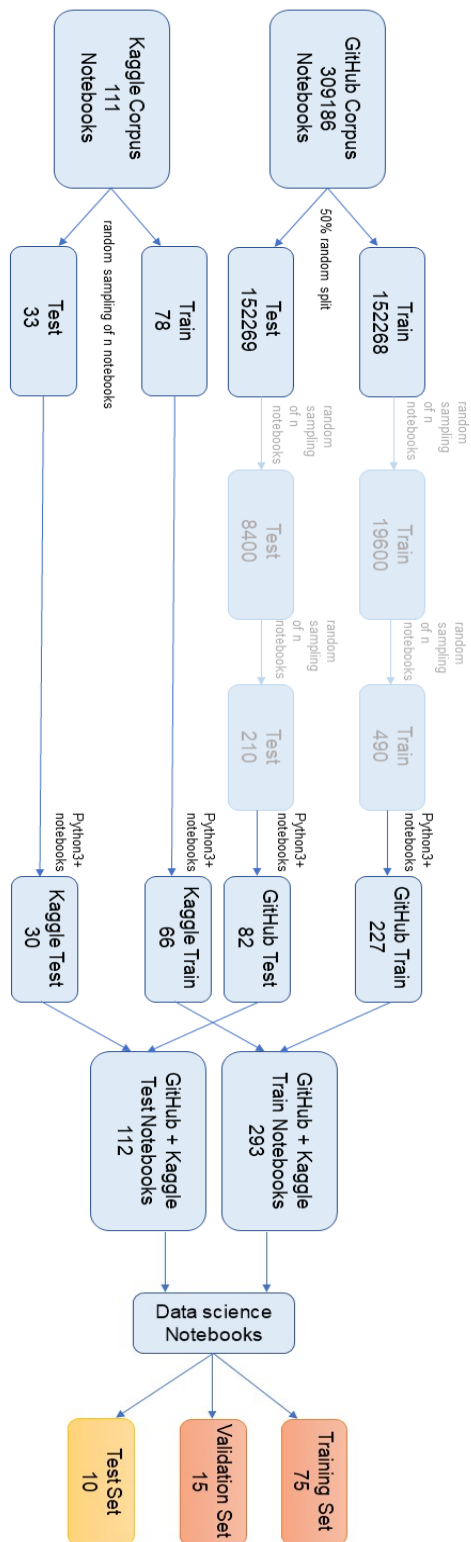 GitHub Corpus
309186
Notebooks
Kaggle Corpus
111
Notebooks
50% random split
random sampling of n notebooks
Train
152268
Test
152269
Train
78
Test
33
random
sampling
of n
notebooks
random
sampling
of n
notebooks
Train
19600
Test
8400
random
sampling
of n
notebooks
random
sampling
of n
notebooks
Train
490
Test
210
Python3+
notebooks
Python3+
notebooks
Python3+
notebooks
Python3+
notebooks
GitHub Train
227
GitHub Test
82
Kaggle Train
66
Kaggle Test
30
GitHub + Kaggle
Train Notebooks
293
GitHub + Kaggle
Test Notebooks
112
Data science
Notebooks
Training Set
75
Validation Set
15
Test Set
10